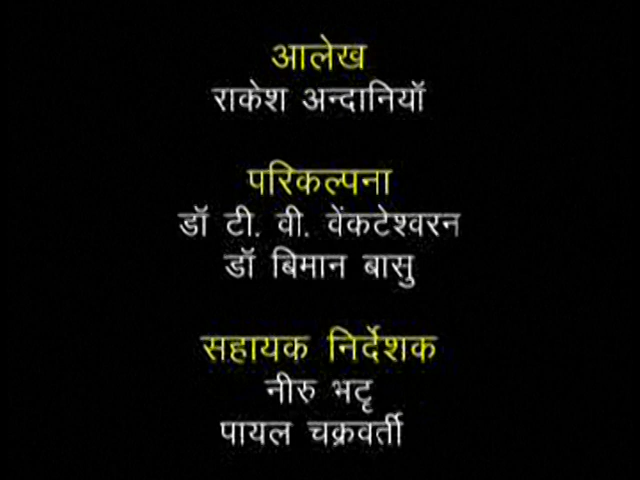 आलेख
राकेश अन्दानियॉ
परिकल्पना
डॉ टी. वी. वेंकटेश्वरन
डॉ बिमान बासु
सहायक निर्देशक
नीरु भटृ
पायल चक्रवर्ती